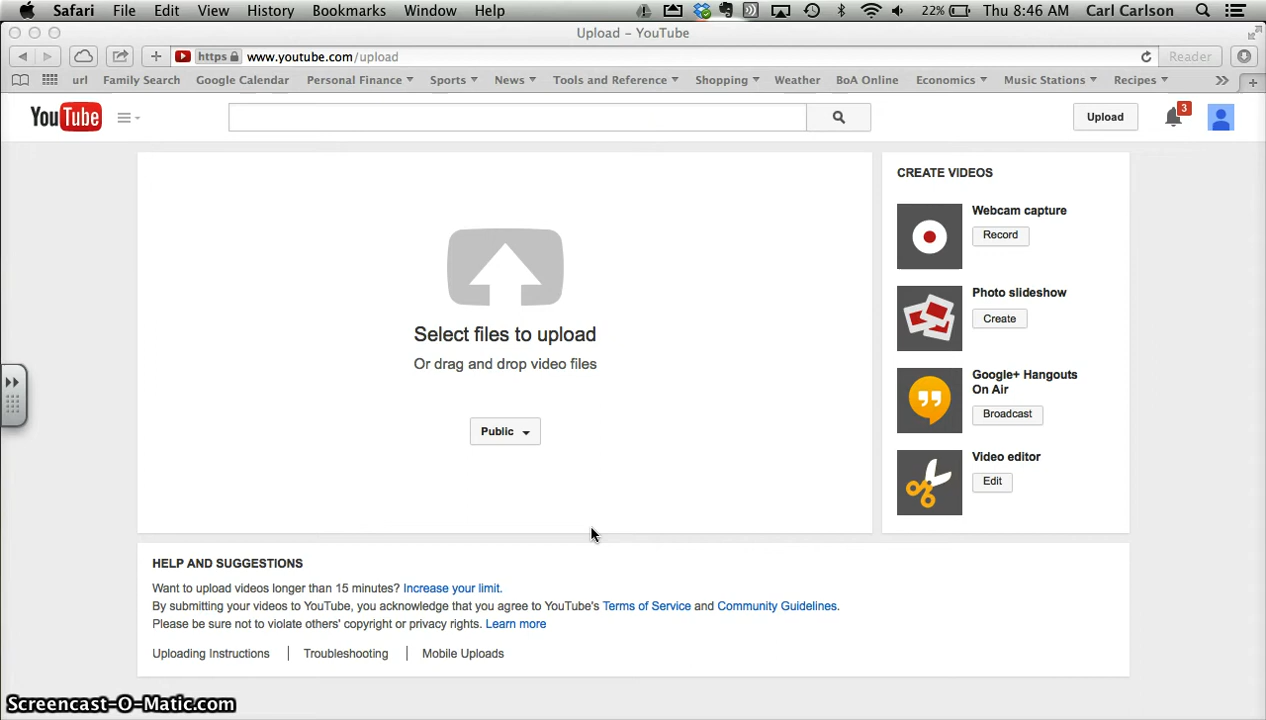 Safari File Edit View History Bookmarks Window Help 22% Thu 8:46 AM Carl Carlson
Upload – YouTube
https www.youtube.com/upload Reader
url Family Search Google Calendar Personal Finance Sports News Tools and Reference Shopping Weather BoA Online Economics Music Stations Recipes
YouTube Upload 3
CREATE VIDEOS
Webcam capture
Record
Photo slideshow
Create
Google+ Hangouts
On Air
Broadcast
Video editor
Edit
Select files to upload
Or drag and drop video files
Public
HELP AND SUGGESTIONS
Want to upload videos longer than 15 minutes? Increase your limit.
By submitting your videos to YouTube, you acknowledge that you agree to YouTube's Terms of Service and Community Guidelines.
Please be sure not to violate others' copyright or privacy rights. Learn more
Uploading Instructions | Troubleshooting | Mobile Uploads
Screencast-O-Matic.com